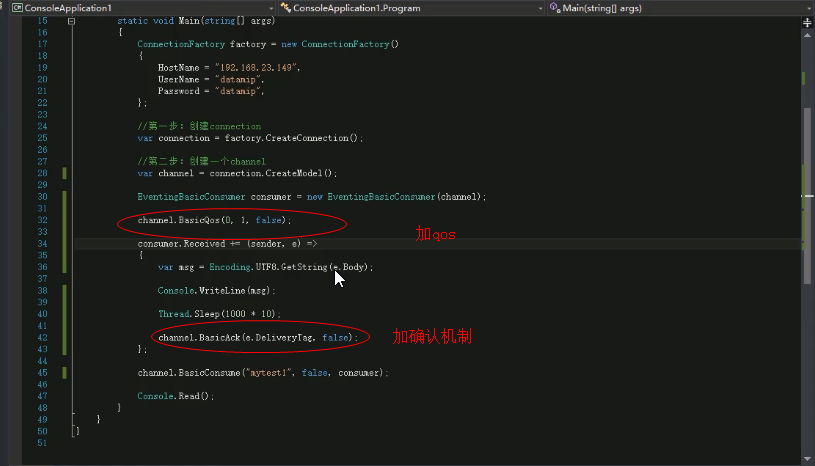 ConsoleApplication1 ConsoleApplication1.Program Main(string[] args)
15 static void Main(string[] args)
16 {
17 ConnectionFactory factory = new ConnectionFactory()
18 {
19 HostName = "192.168.23.149",
20 UserName = "datamip",
21 Password = "datamip",
22 };
23
24 //第一步：创建connection
25 var connection = factory.CreateConnection();
26
27 //第二步：创建一个channel
28 var channel = connection.CreateModel();
29
30 EventingBasicConsumer consumer = new EventingBasicConsumer(channel);
31
32 channel.BasicQos(0, 1, false);
33 加qos
34 consumer.Received += (sender, e) =>
35 {
36 var msg = Encoding.UTF8.GetString(e.Body);
37
38 Console.WriteLine(msg);
39
40 Thread.Sleep(1000 * 10);
41
42 channel.BasicAck(e.DeliveryTag, false); 加确认机制
43 };
44
45 channel.BasicConsume("mytest1", false, consumer);
46
47 Console.Read();
48 }
49 }
50 }
51